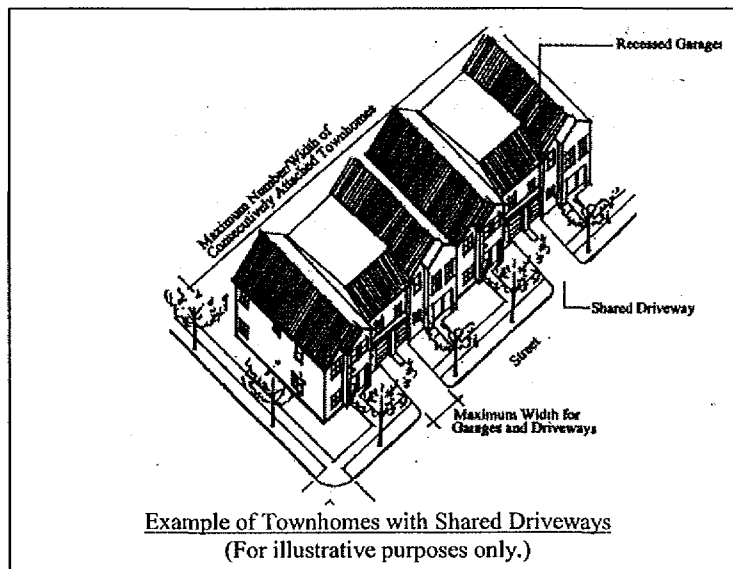 Recessed Garages
Maximum Number/Width of
Consecutively Attached Townhomes
Shared Driveway
Street
Maximum Width for
Garages and Driveways
Example of Townhomes with Shared Driveways
(For illustrative purposes only.)